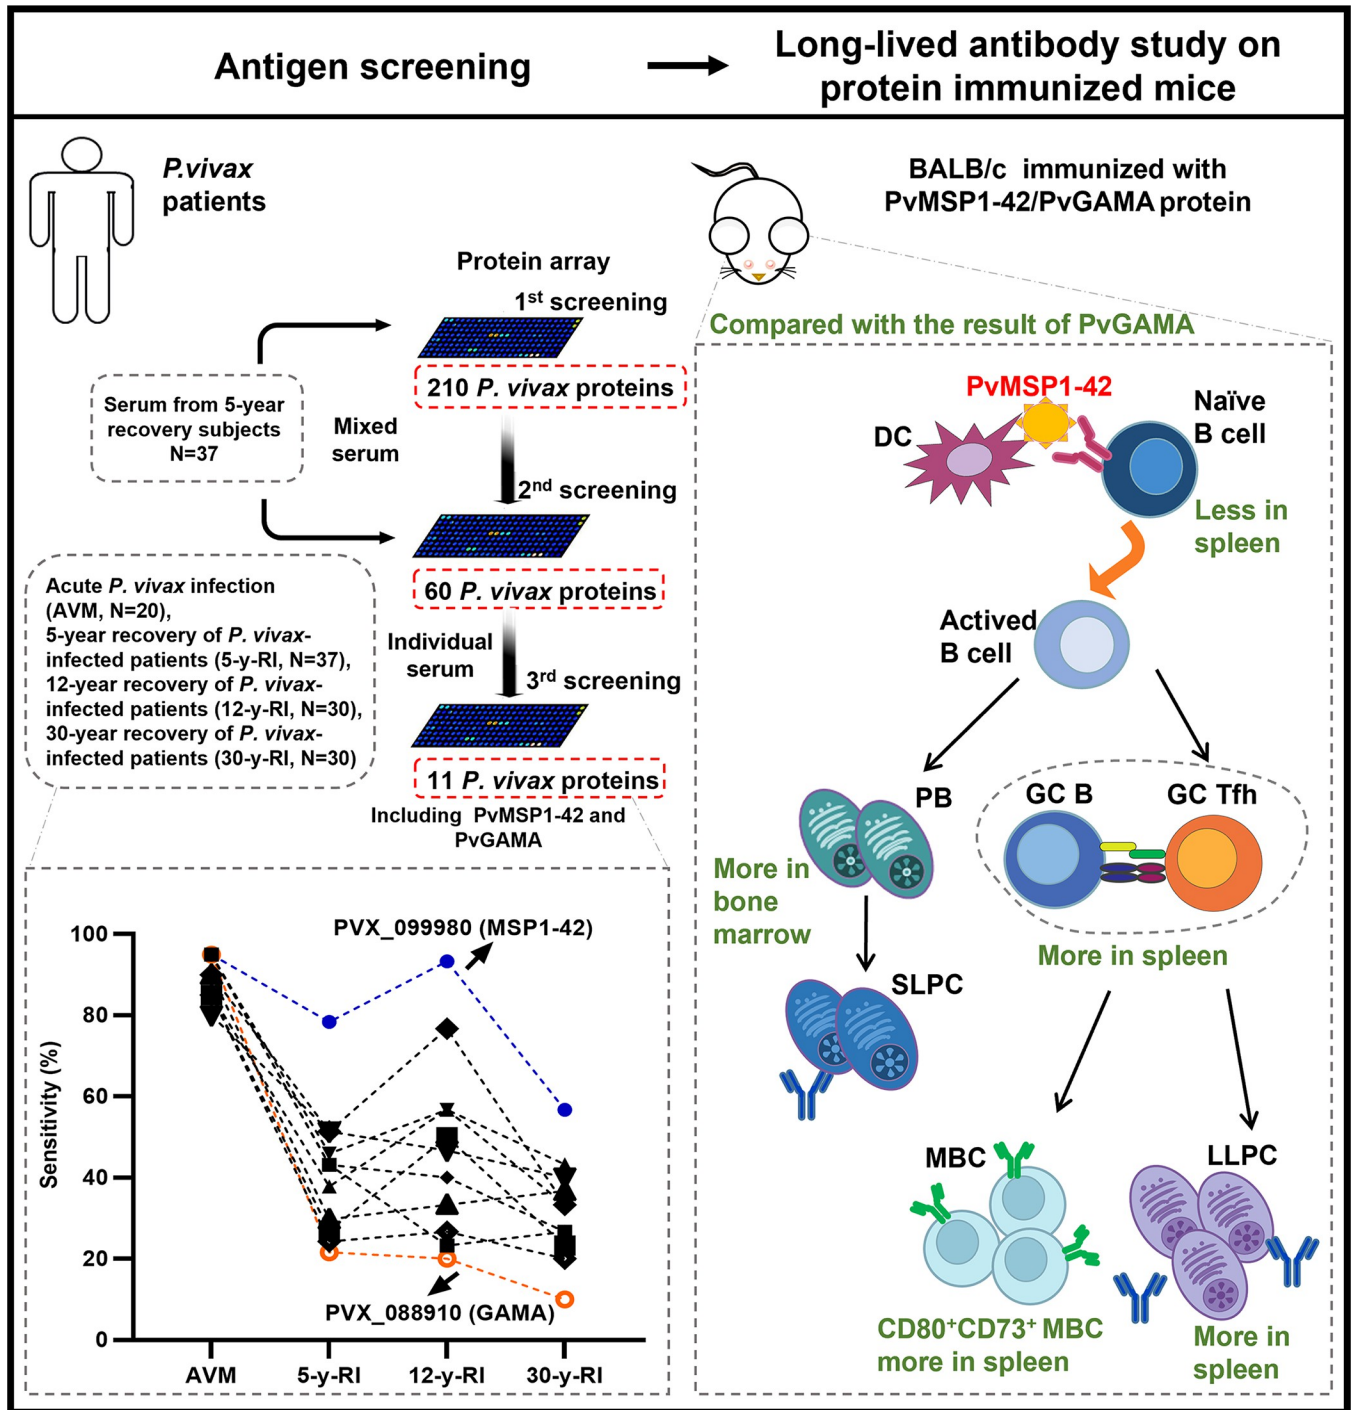 Antigen screening
Long-lived antibody study on
protein immunized mice
P.vivax
patients
Protein array
1st screening
210 P. vivax proteins
Serum from 5-year
recovery subjects
N=37
Mixed
serum
2nd screening
60 P. vivax proteins
Acute P. vivax infection
(AVM, N=20),
5-year recovery of P. vivax-
infected patients (5-y-RI, N=37),
12-year recovery of P. vivax-
infected patients (12-y-RI, N=30),
30-year recovery of P. vivax-
infected patients (30-y-RI, N=30)
Individual
serum
3rd screening
11 P. vivax proteins
Including PvMSP1-42 and
PvGAMA
PVX_099980 (MSP1-42)
Sensitivity (%)
100
80
60
40
20
0
PVX_088910 (GAMA)
AVM
5-y-RI
12-y-RI
30-y-RI
BALB/c immunized with
PvMSP1-42/PvGAMA protein
Compared with the result of PvGAMA
PvMSP1-42
DC
Naïve
B cell
Less in
spleen
Actived
B cell
PB
GC B
GC Tfh
More in
bone
marrow
More in spleen
SLPC
MBC
LLPC
CD80+CD73+ MBC
more in spleen
More in
spleen